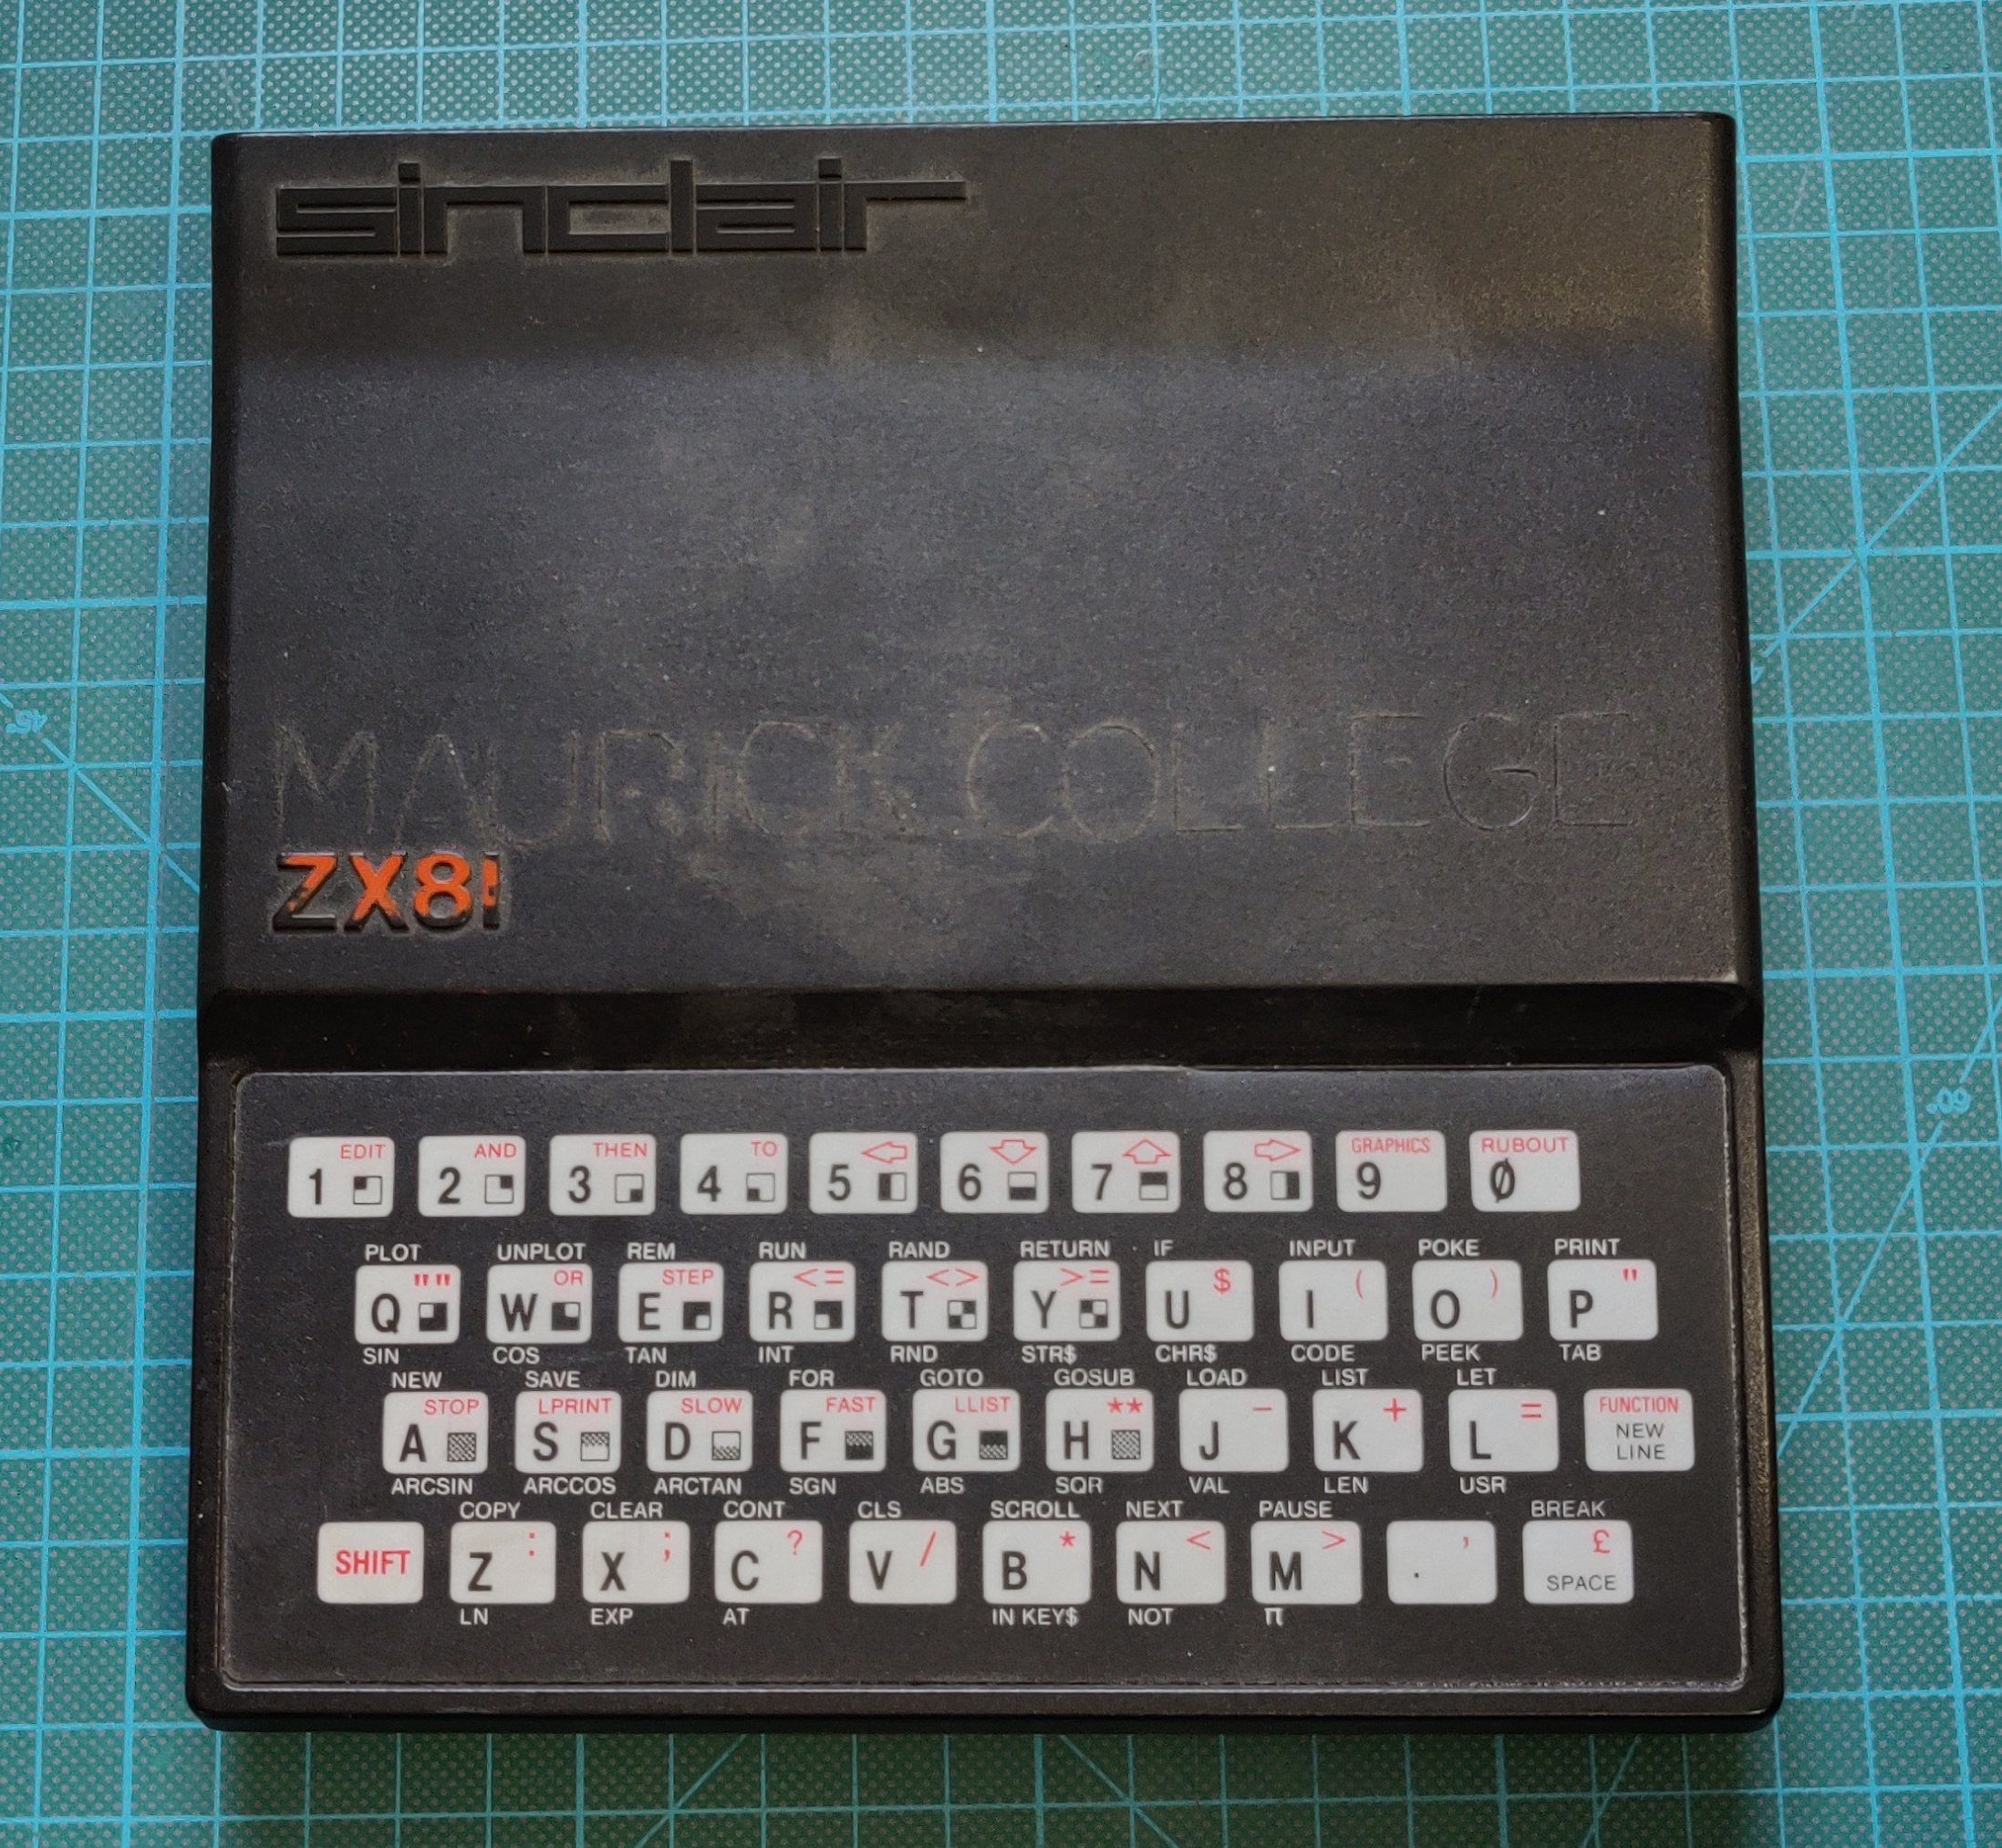 sinclair
MAURICK COLLEGE
ZX81
EDIT AND THEN TO GRAPHICS RUBOUT
1 2 3 4 5 6 7 8 9 0
PLOT UNPLOT REM RUN RAND RETURN IF INPUT POKE PRINT
"" OR STEP <= <> >= $ ( ) "
Q W E R T Y U I O P
SIN COS TAN INT RND STR$ CHR$ CODE PEEK TAB
NEW SAVE DIM FOR GOTO GOSUB LOAD LIST LET
STOP LPRINT SLOW FAST LLIST ** - + = FUNCTION
A S D F G H J K L NEW
LINE
ARCSIN ARCCOS ARCTAN SGN ABS SQR VAL LEN USR
COPY CLEAR CONT CLS SCROLL NEXT PAUSE BREAK
: ; ? / * < > , £
SHIFT Z X C V B N M . SPACE
LN EXP AT IN KEY$ NOT π
45°
60°